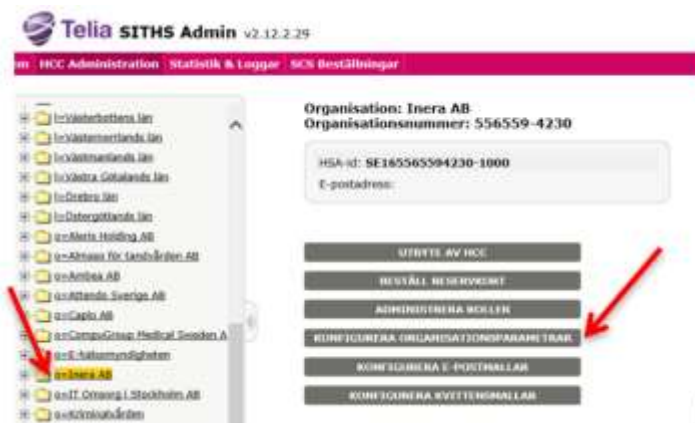 Telia SITHS Admin v2.12.2.29
m HCC Administration Statistik & Loggar SCS Beställningar
l=Västerbottens län
l=Västernorrlands län
l=Västmanlands län
l=Västra Götalands län
l=Örebro län
l=Östergötlands län
o=Aleris Holding AB
o=Almaas för tandvården AB
o=Ambea AB
o=Attendo Sverige AB
o=Capio AB
o=CompuGroup Medical Sweden A
o=E-hälsomyndigheten
o=Inera AB
o=IT Omsorg i Stockholm AB
o=Kriminalvården
Organisation: Inera AB
Organisationsnummer: 556559-4230
HSA-id: SE165565594230-1000
E-postadress:
UTBYTE AV HCC
BESTÄLL RESERVKORT
ADMINISTRERA ROLLER
KONFIGURERA ORGANISATIONSPARAMETRAR
KONFIGURERA E-POSTMALLAR
KONFIGURERA KVITTENSMALLAR